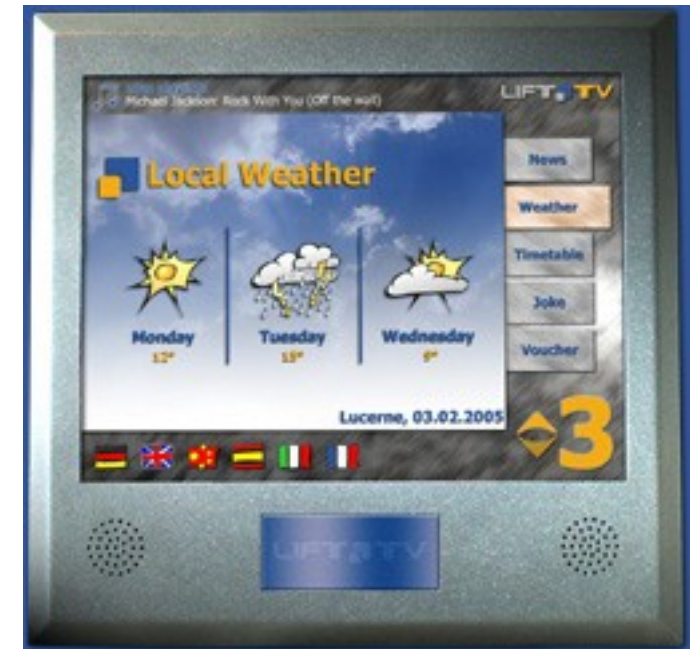 Michael Jackson: Rock With You (Off the wall)
LIFT TV
Local Weather
News
Weather
Timetable
Joke
Voucher
Monday
12°
Tuesday
15°
Wednesday
9°
Lucerne, 03.02.2005
3
LIFT TV